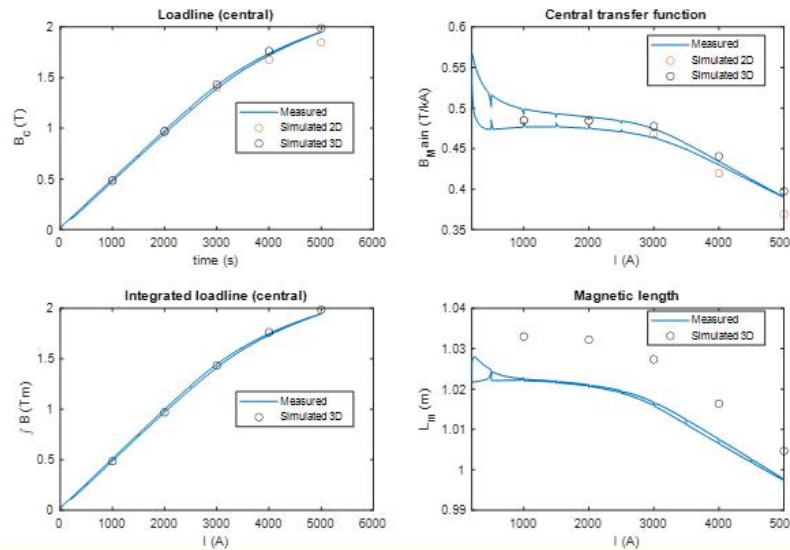 Loadline (central)
2
1.5
1
0.5
0
B_c (T)
Measured
Simulated 2D
Simulated 3D
0 1000 2000 3000 4000 5000 6000
time (s)
Central transfer function
0.6
0.55
0.5
0.45
0.4
0.35
B_Main (T/kA)
Measured
Simulated 2D
Simulated 3D
1000 2000 3000 4000 500
I (A)
Integrated loadline (central)
2
1.5
1
0.5
0
∫ B (Tm)
Measured
Simulated 3D
0 1000 2000 3000 4000 5000 6000
I (A)
Magnetic length
1.04
1.03
1.02
1.01
1
0.99
L_m (m)
Measured
Simulated 3D
1000 2000 3000 4000 500
I (A)